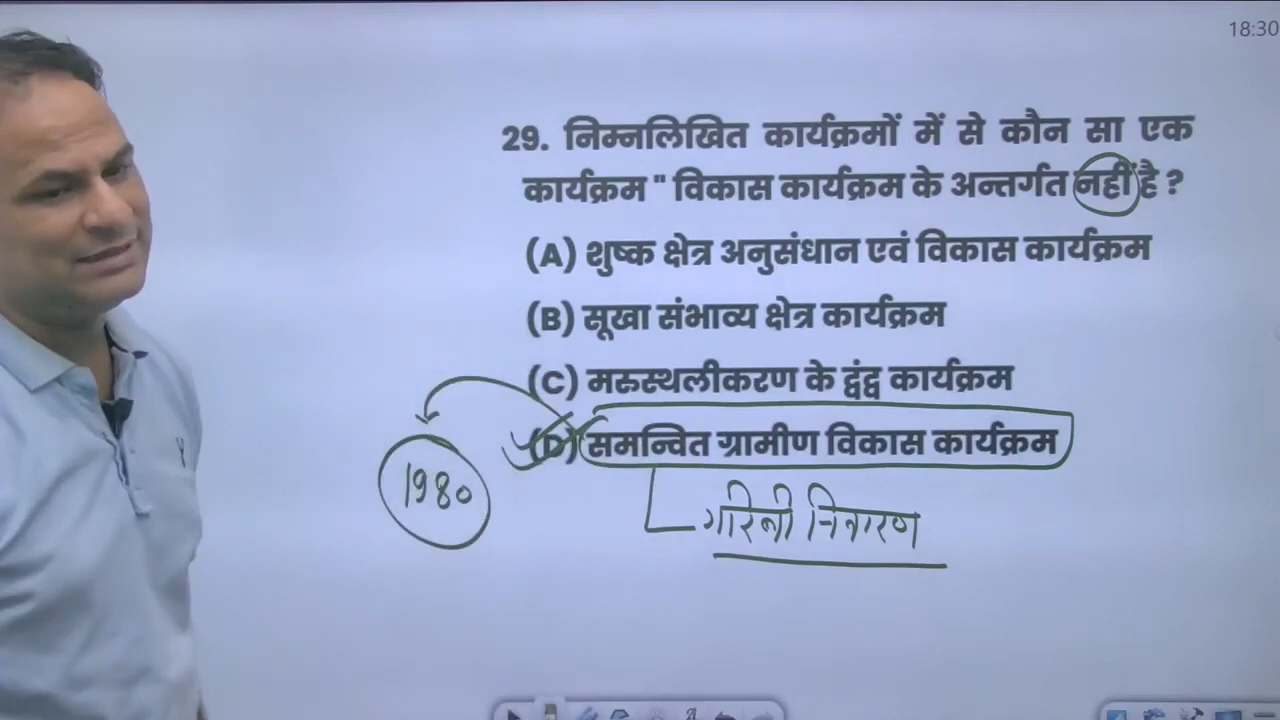 18:30
29. निम्नलिखित कार्यक्रमों में से कौन सा एक
कार्यक्रम " विकास कार्यक्रम के अन्तर्गत नहीं है ?
(A) शुष्क क्षेत्र अनुसंधान एवं विकास कार्यक्रम
(B) सूखा संभाव्य क्षेत्र कार्यक्रम
(C) मरुस्थलीकरण के द्वंद्व कार्यक्रम
(D) समन्वित ग्रामीण विकास कार्यक्रम
1980
गरिबी निवारण